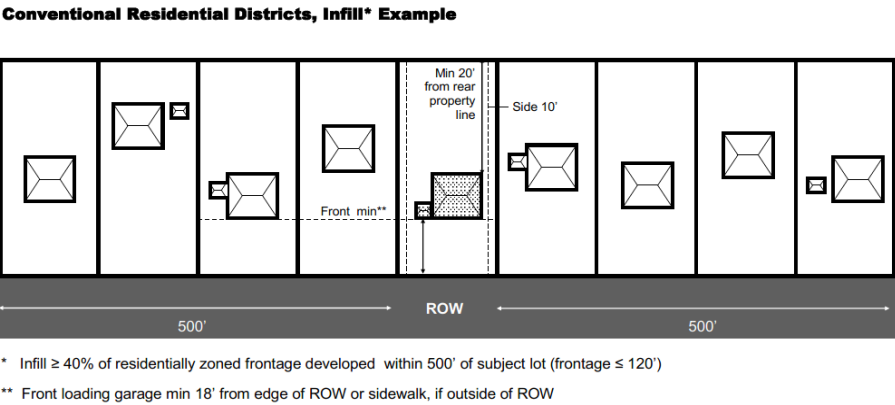 Conventional Residential Districts, Infill* Example
Min 20'
from rear
property
line
Side 10'
Front min**
ROW
500'
500'
* Infill ≥ 40% of residentially zoned frontage developed within 500' of subject lot (frontage ≤ 120')
** Front loading garage min 18' from edge of ROW or sidewalk, if outside of ROW